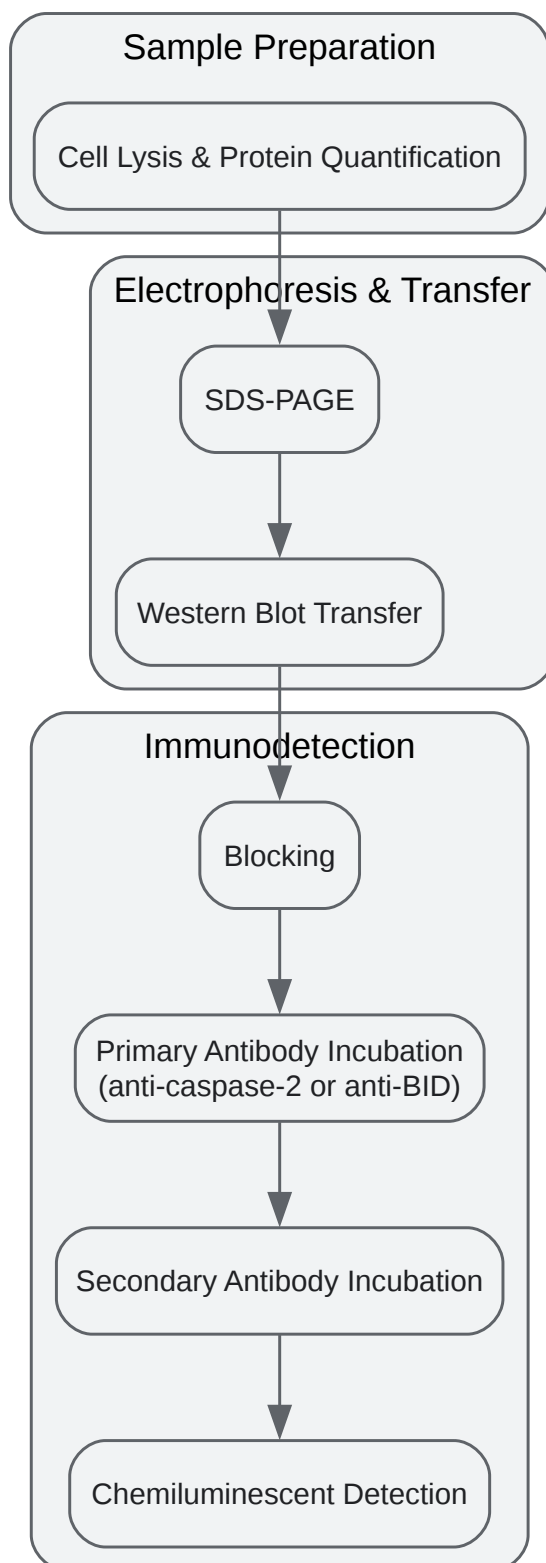 Sample Preparation
Cell Lysis & Protein Quantification
Electrophoresis & Transfer
SDS-PAGE
Western Blot Transfer
Immunodetection
Blocking
Primary Antibody Incubation
(anti-caspase-2 or anti-BID)
Secondary Antibody Incubation
Chemiluminescent Detection